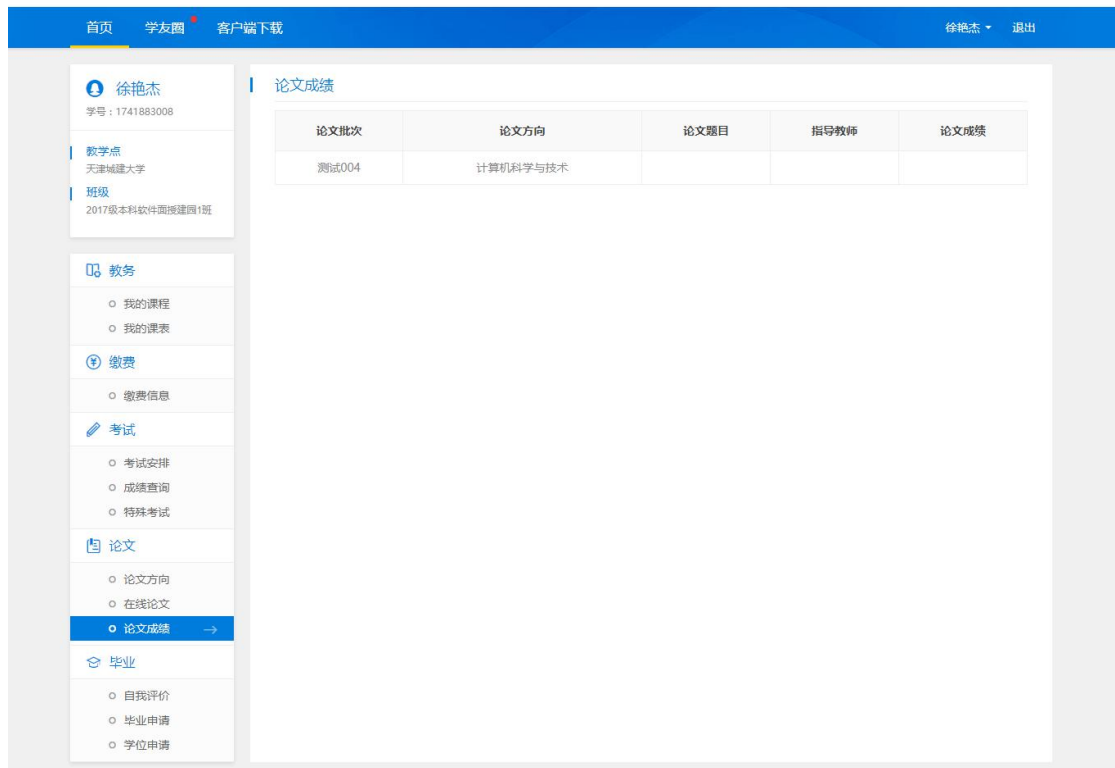 首页 学友圈 客户端下载 徐艳杰 退出
徐艳杰
学号：1741883008
教学点
天津城建大学
班级
2017级本科软件面授建园1班
教务
我的课程
我的课表
缴费
缴费信息
考试
考试安排
成绩查询
特殊考试
论文
论文方向
在线论文
论文成绩
毕业
自我评价
毕业申请
学位申请
论文成绩
论文批次 论文方向 论文题目 指导教师 论文成绩
测试004 计算机科学与技术